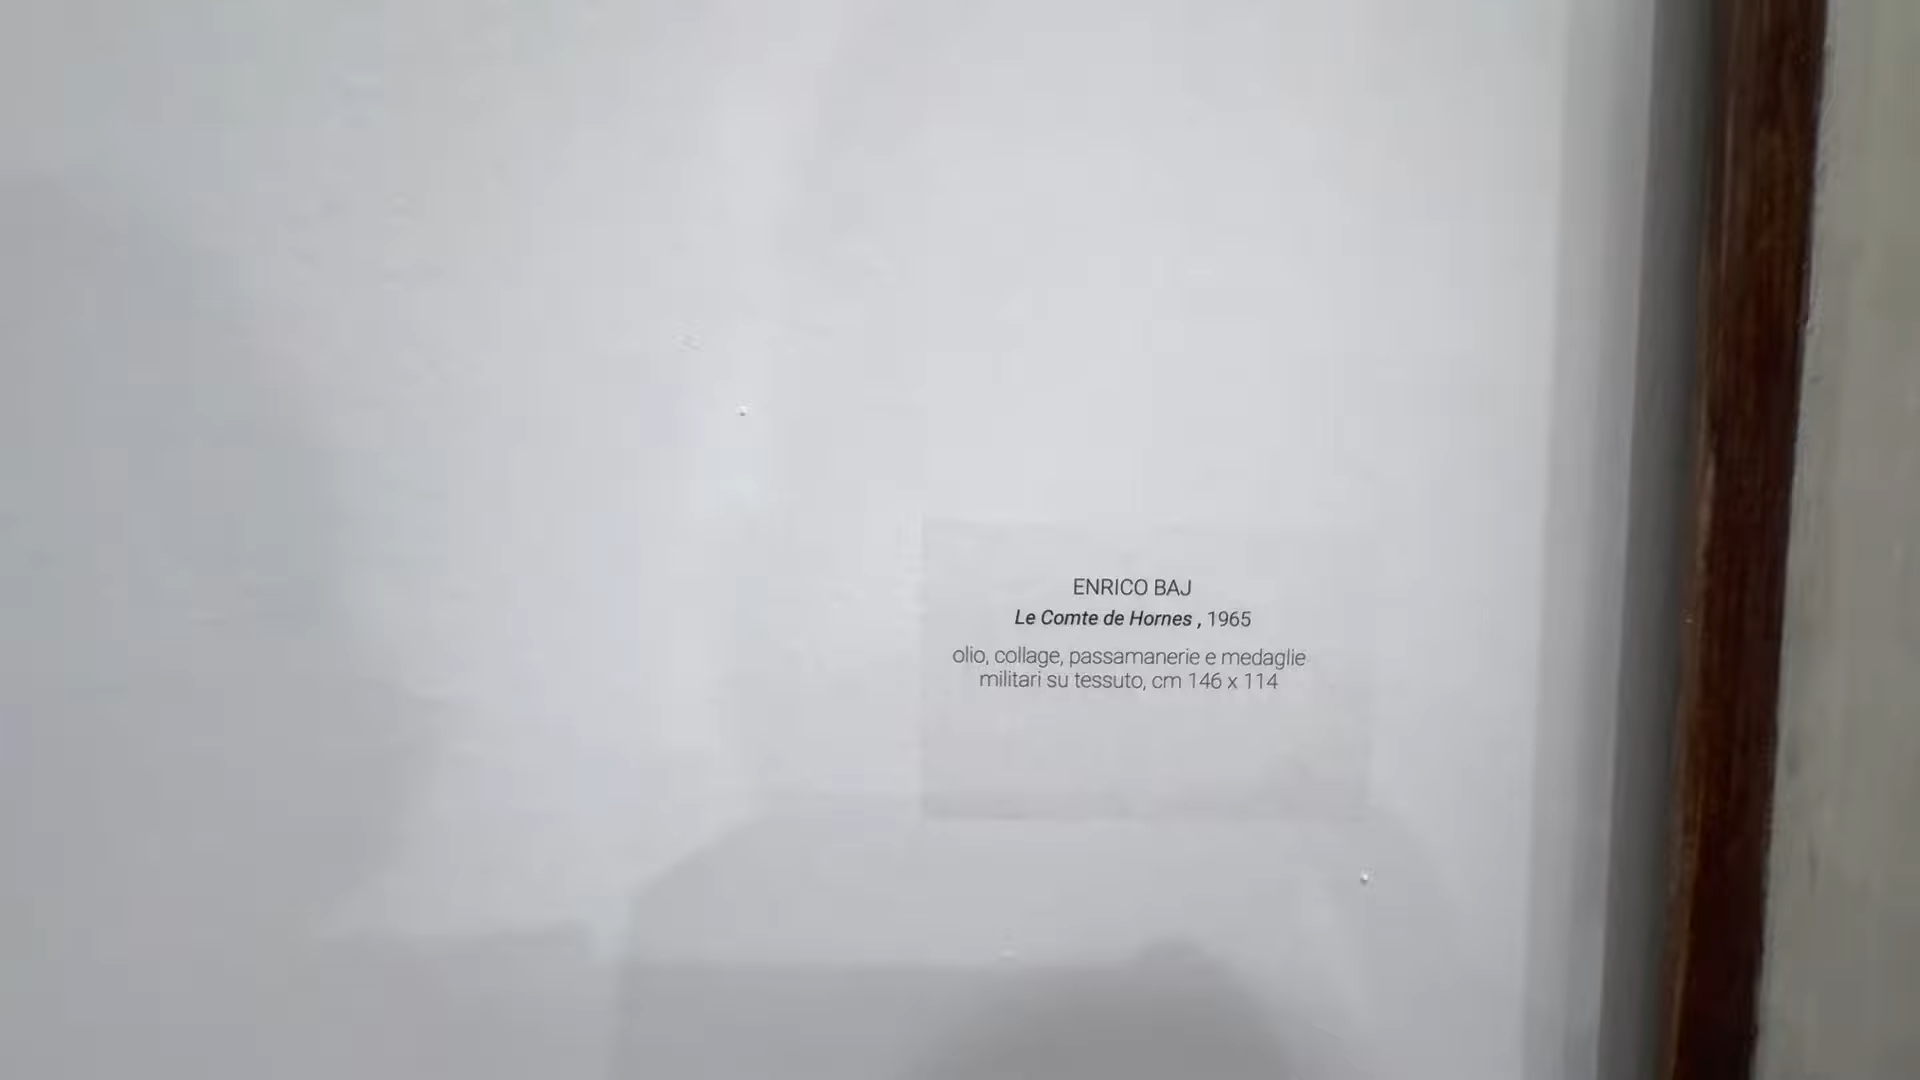 ENRICO BAJ
Le Comte de Hornes , 1965
olio, collage, passamanerie e medaglie
militari su tessuto, cm 146 x 114